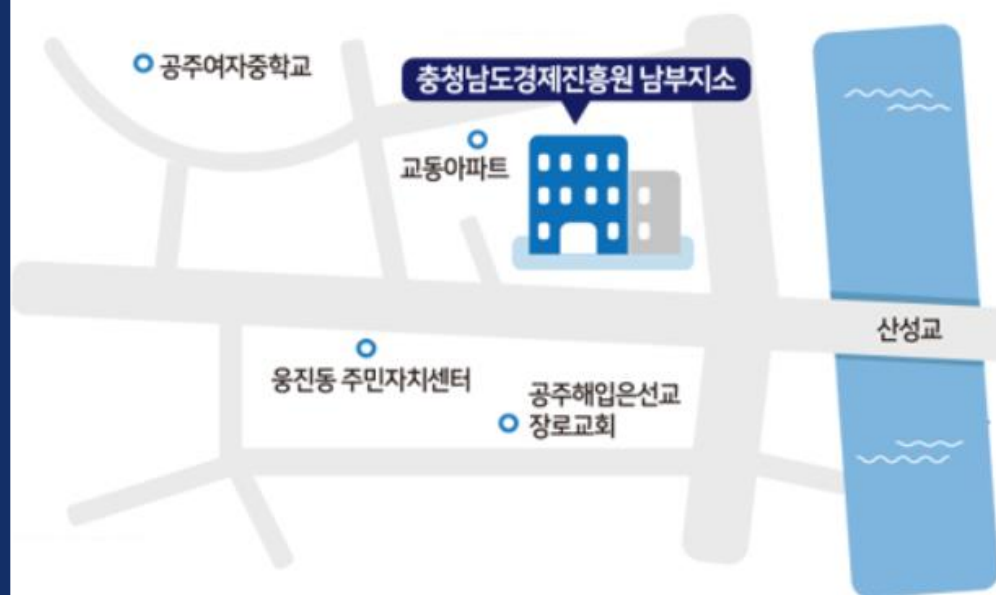 공주여자중학교
충청남도경제진흥원 남부지소
교동아파트
산성교
웅진동 주민자치센터
공주해입은선교
장로교회